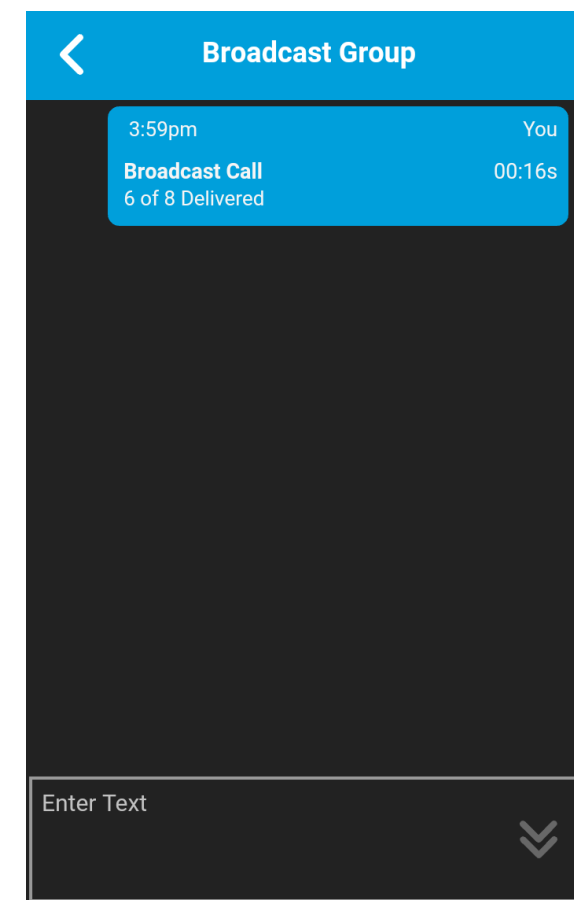 Broadcast Group
3:59pm You
Broadcast Call 00:16s
6 of 8 Delivered
Enter Text